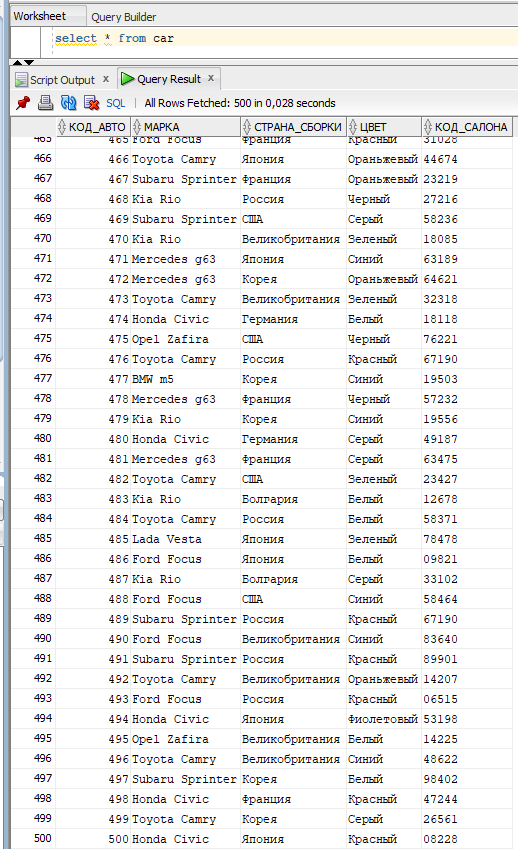 Worksheet Query Builder
select * from car
Script Output x Query Result x
SQL | All Rows Fetched: 500 in 0,028 seconds
КОД_АВТО МАРКА СТРАНА_СБОРКИ ЦВЕТ КОД_САЛОНА
465 465 Ford Focus Франция Красный 31028
466 466 Toyota Camry Япония Ораньжевый 44674
467 467 Subaru Sprinter Франция Ораньжевый 23219
468 468 Kia Rio Россия Черный 27216
469 469 Subaru Sprinter США Серый 58236
470 470 Kia Rio Великобритания Зеленый 18085
471 471 Mercedes g63 Япония Синий 63189
472 472 Mercedes g63 Корея Ораньжевый 64621
473 473 Toyota Camry Великобритания Зеленый 32318
474 474 Honda Civic Германия Белый 18118
475 475 Opel Zafira США Черный 76221
476 476 Toyota Camry Россия Красный 67190
477 477 BMW m5 Корея Синий 19503
478 478 Mercedes g63 Франция Черный 57232
479 479 Kia Rio Корея Синий 19556
480 480 Honda Civic Германия Серый 49187
481 481 Mercedes g63 Франция Серый 63475
482 482 Toyota Camry США Зеленый 23427
483 483 Kia Rio Волгария Белый 12678
484 484 Toyota Camry Россия Белый 58371
485 485 Lada Vesta Япония Зеленый 78478
486 486 Ford Focus Япония Белый 09821
487 487 Kia Rio Волгария Серый 33102
488 488 Ford Focus США Синий 58464
489 489 Subaru Sprinter Россия Красный 67190
490 490 Ford Focus Великобритания Синий 83640
491 491 Subaru Sprinter Россия Красный 89901
492 492 Toyota Camry Великобритания Ораньжевый 14207
493 493 Ford Focus Россия Красный 06515
494 494 Honda Civic Япония Фиолетовый 53198
495 495 Opel Zafira Великобритания Белый 14225
496 496 Toyota Camry Великобритания Синий 48622
497 497 Subaru Sprinter Корея Белый 98402
498 498 Honda Civic Франция Красный 47244
499 499 Toyota Camry Корея Серый 26561
500 500 Honda Civic Япония Красный 08228